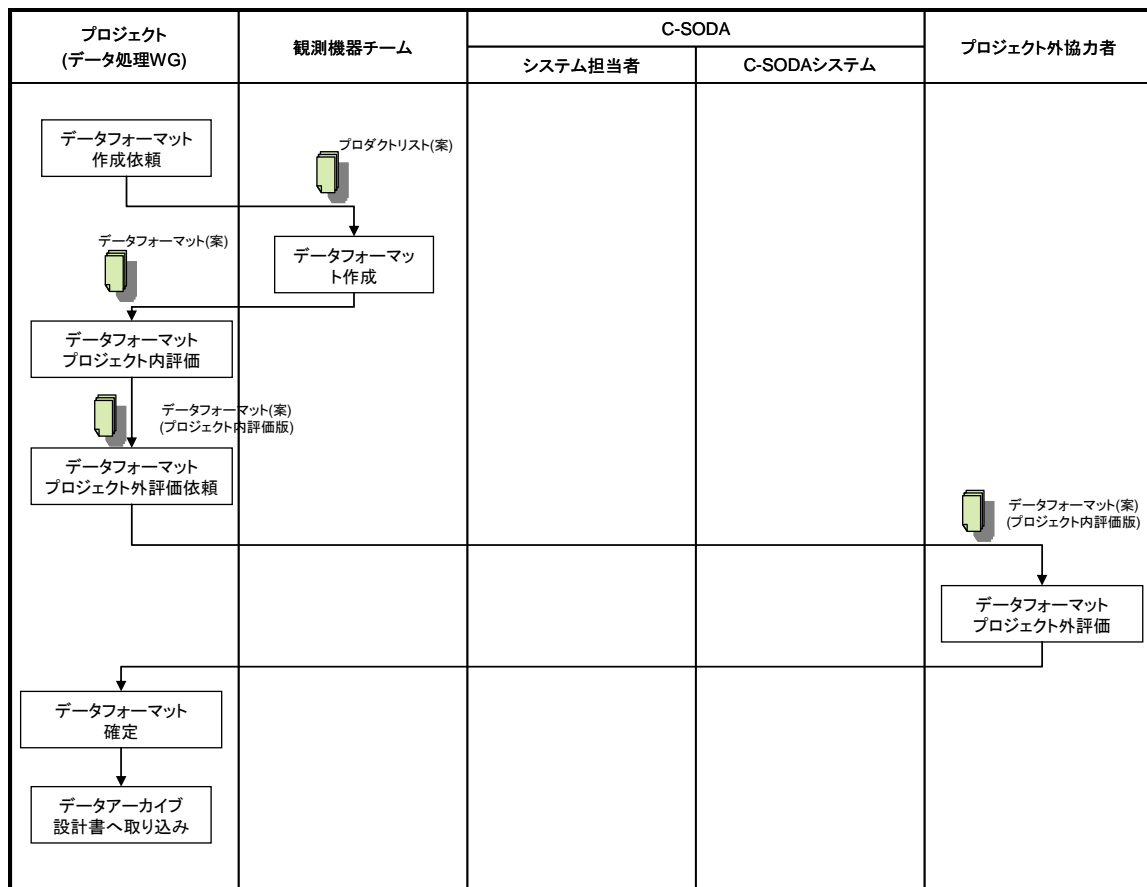 プロジェクト
(データ処理WG)
観測機器チーム
C-SODA
システム担当者
C-SODAシステム
プロジェクト外協力者
データフォーマット
作成依頼
プロダクトリスト(案)
データフォーマット(案)
データフォーマッ
ト作成
データフォーマット
プロジェクト内評価
データフォーマット(案)
(プロジェクト内評価版)
データフォーマット
プロジェクト外評価依頼
データフォーマット(案)
(プロジェクト内評価版)
データフォーマット
プロジェクト外評価
データフォーマット
確定
データアーカイブ
設計書へ取り込み